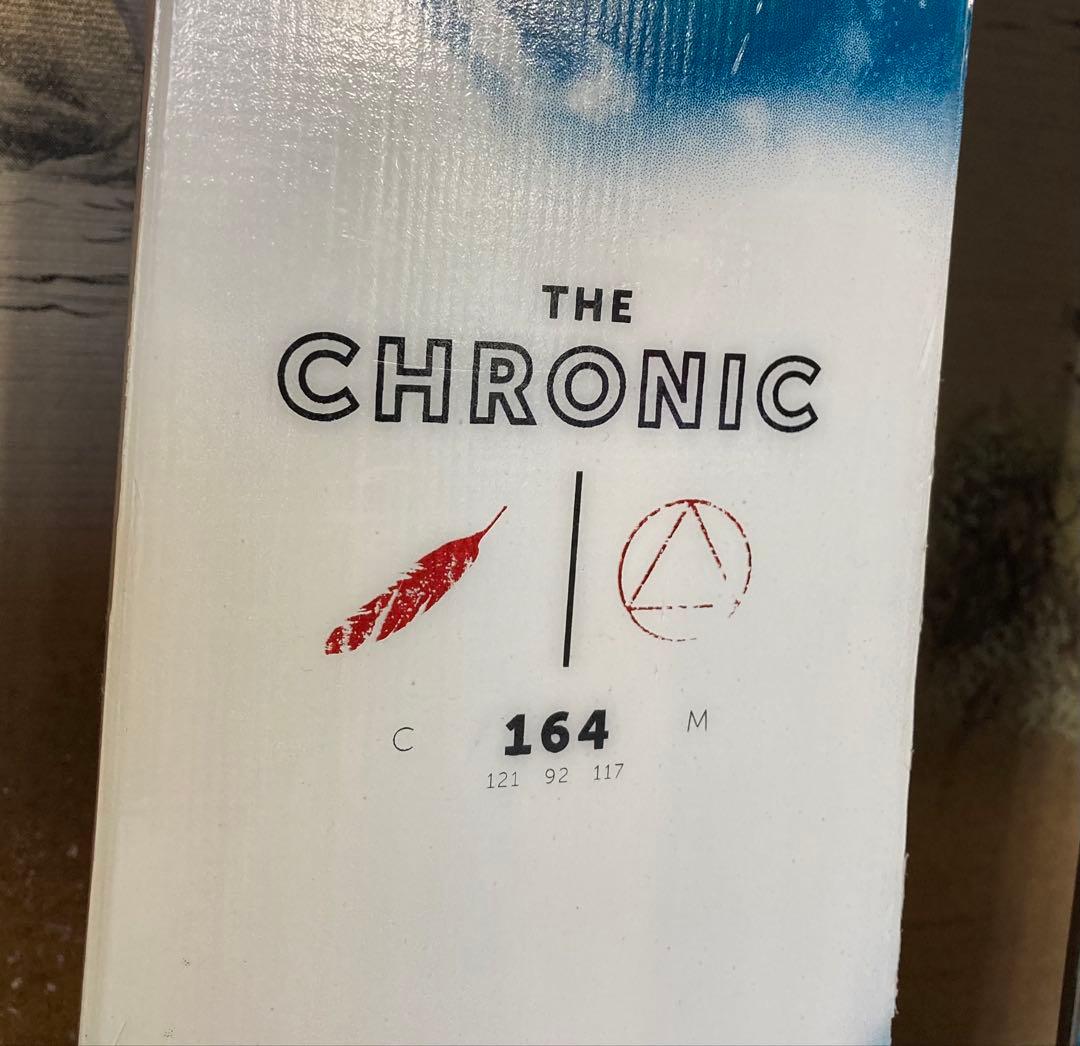 THE
CHRONIC
C 164 M
121 92 117